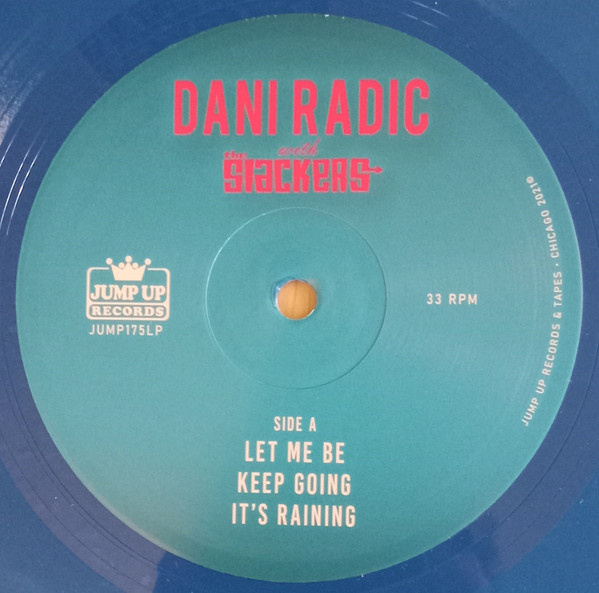 DANI RADIC
with
the
Slackers
JUMP UP
RECORDS
JUMP175LP
33 RPM
JUMP UP RECORDS & TAPES • CHICAGO 2021©
SIDE A
LET ME BE
KEEP GOING
IT'S RAINING